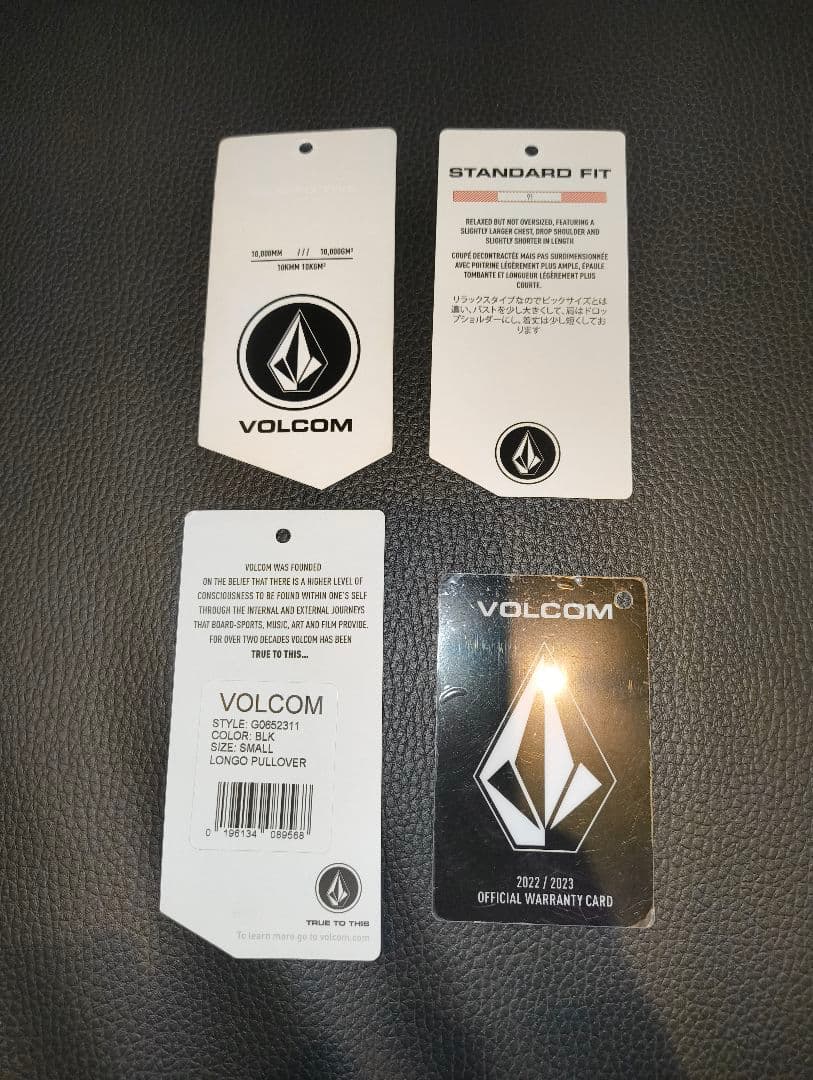 10,000MM /// 10,000GM²
10KMM 10KGM²
VOLCOM
STANDARD FIT
RELAXED BUT NOT OVERSIZED, FEATURING A
SLIGHTLY LARGER CHEST, DROP SHOULDER AND
SLIGHTLY SHORTER IN LENGTH
COUPÉ DECONTRACTÉE MAIS PAS SURDIMENSIONNÉE
AVEC POITRINE LÉGÈREMENT PLUS AMPLE, ÉPAULE
TOMBANTE ET LONGUEUR LÉGÈREMENT PLUS
COURTE.
リラックスタイプなのでビックサイズとは
違い、バストを少し大きくして、肩はドロッ
プショルダーにし、着丈は少し短くしてお
ります
VOLCOM WAS FOUNDED
ON THE BELIEF THAT THERE IS A HIGHER LEVEL OF
CONSCIOUSNESS TO BE FOUND WITHIN ONE'S SELF
THROUGH THE INTERNAL AND EXTERNAL JOURNEYS
THAT BOARD-SPORTS, MUSIC, ART AND FILM PROVIDE.
FOR OVER TWO DECADES VOLCOM HAS BEEN
TRUE TO THIS...
VOLCOM
STYLE: G0652311
COLOR: BLK
SIZE: SMALL
LONGO PULLOVER
0 196134 089568
TRUE TO THIS
To learn more go to volcom.com
VOLCOM
2022 / 2023
OFFICIAL WARRANTY CARD